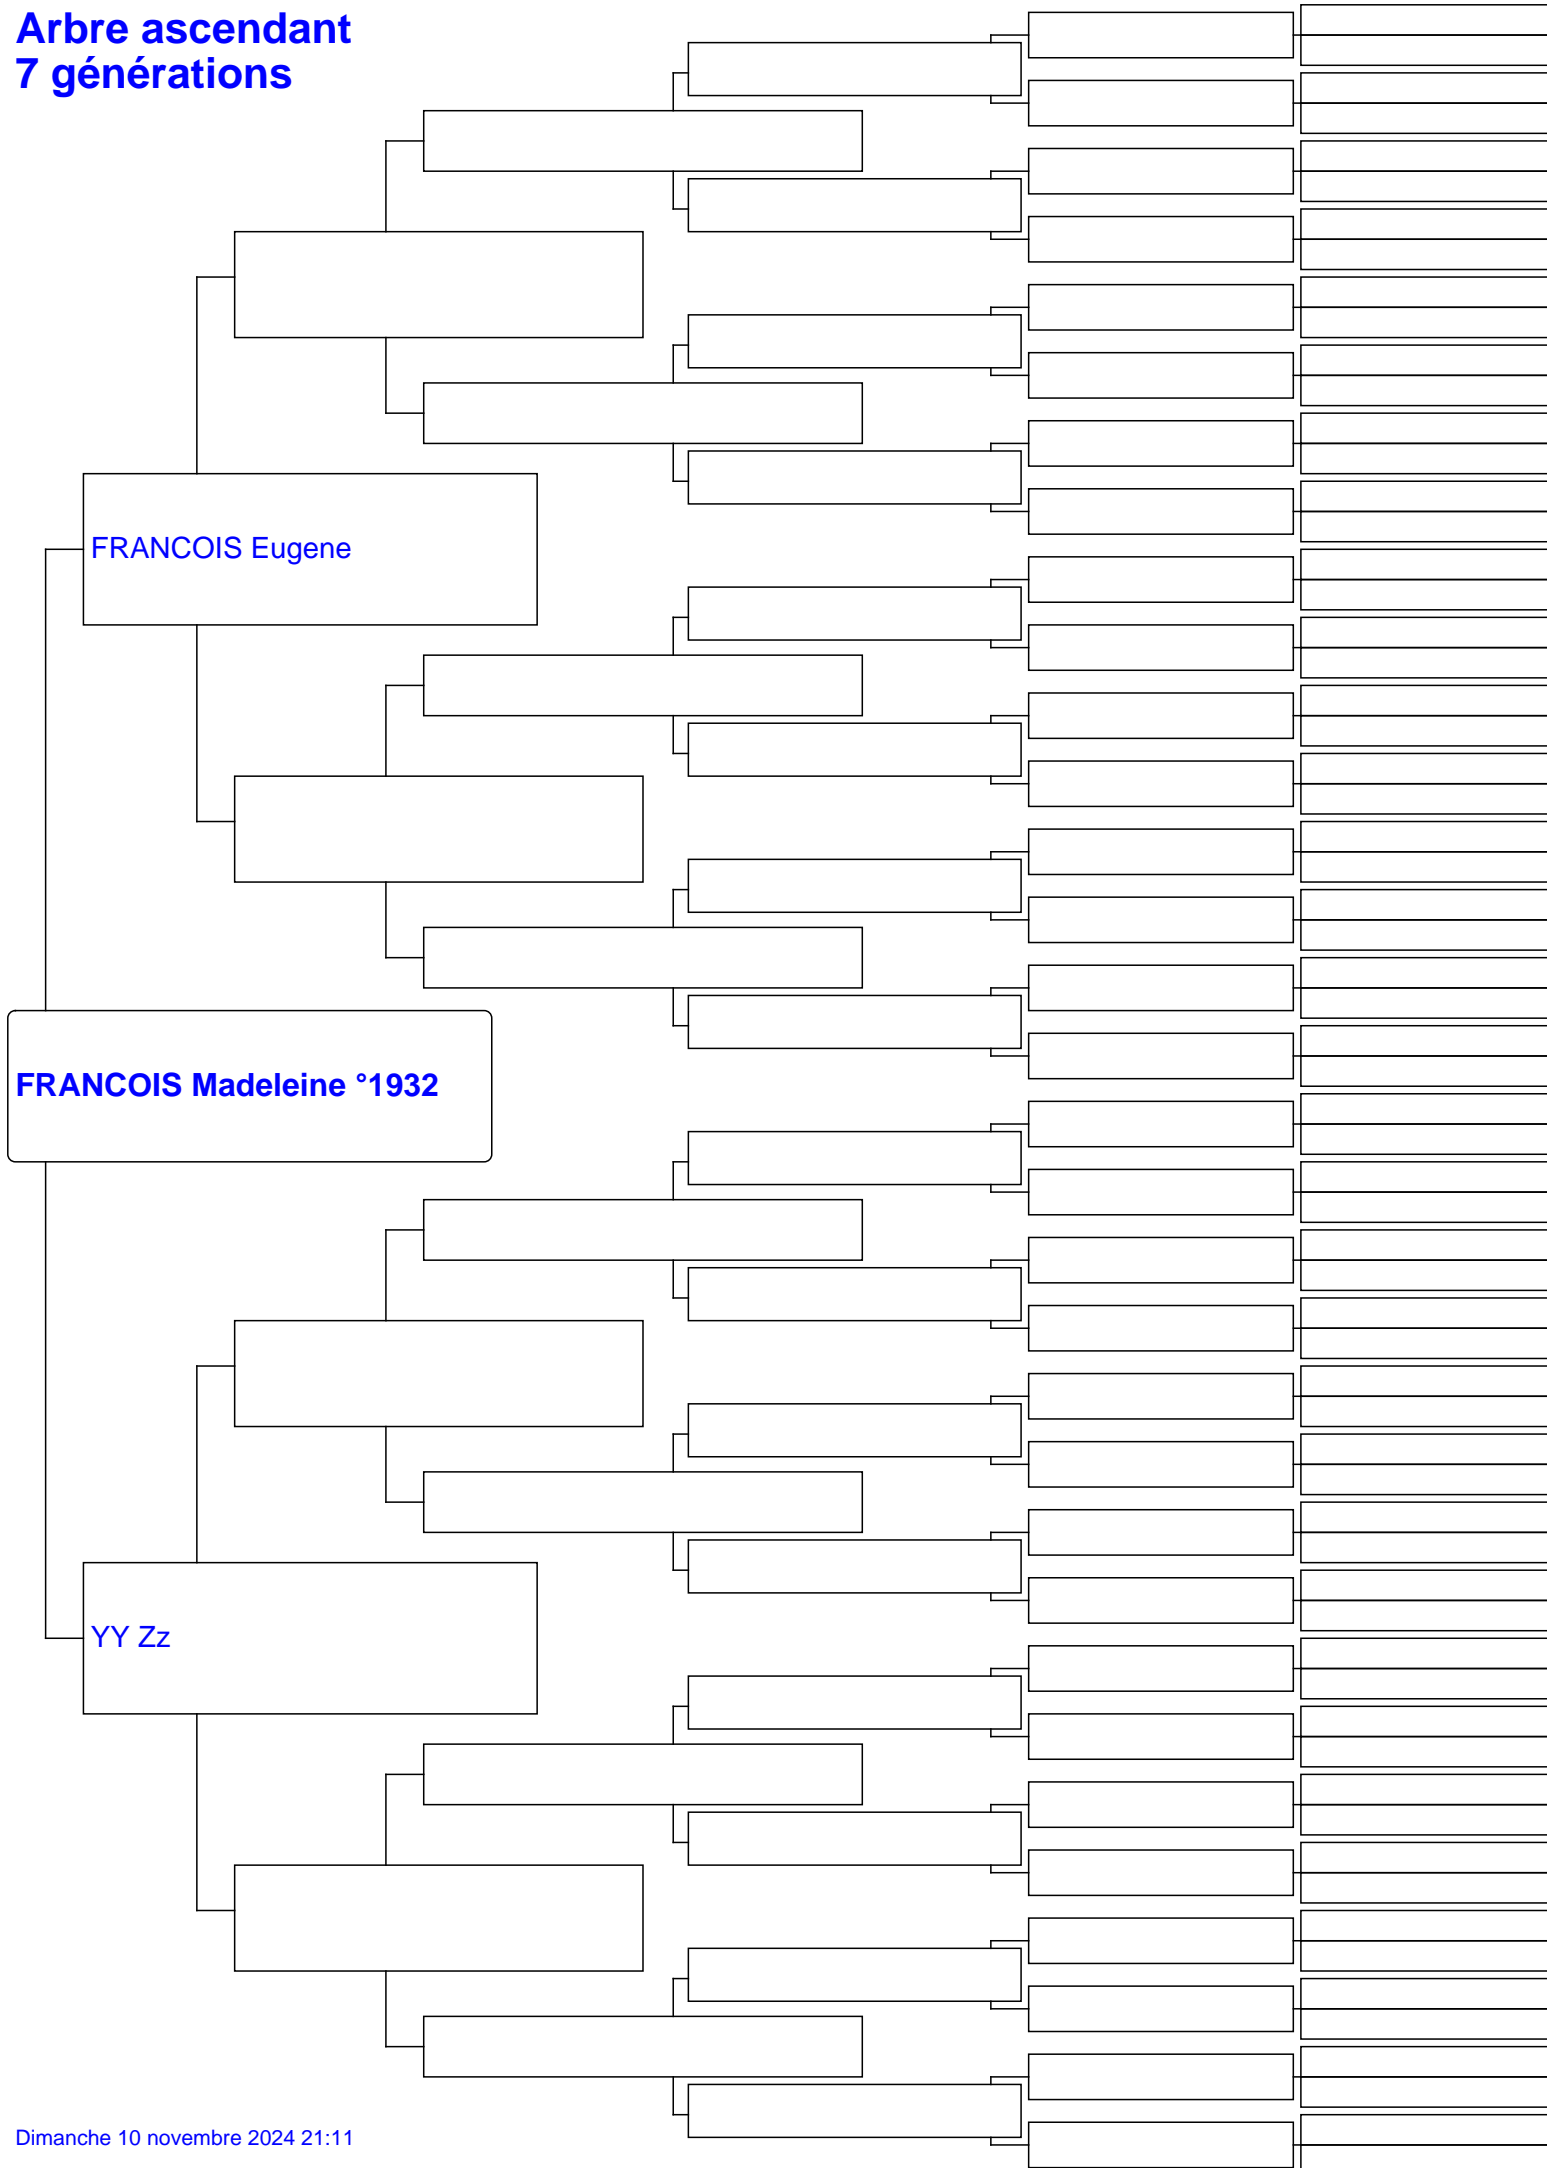 Arbre ascendant
7 générations
FRANCOIS Eugene
FRANCOIS Madeleine °1932
YY Zz
Dimanche 10 novembre 2024 21:11